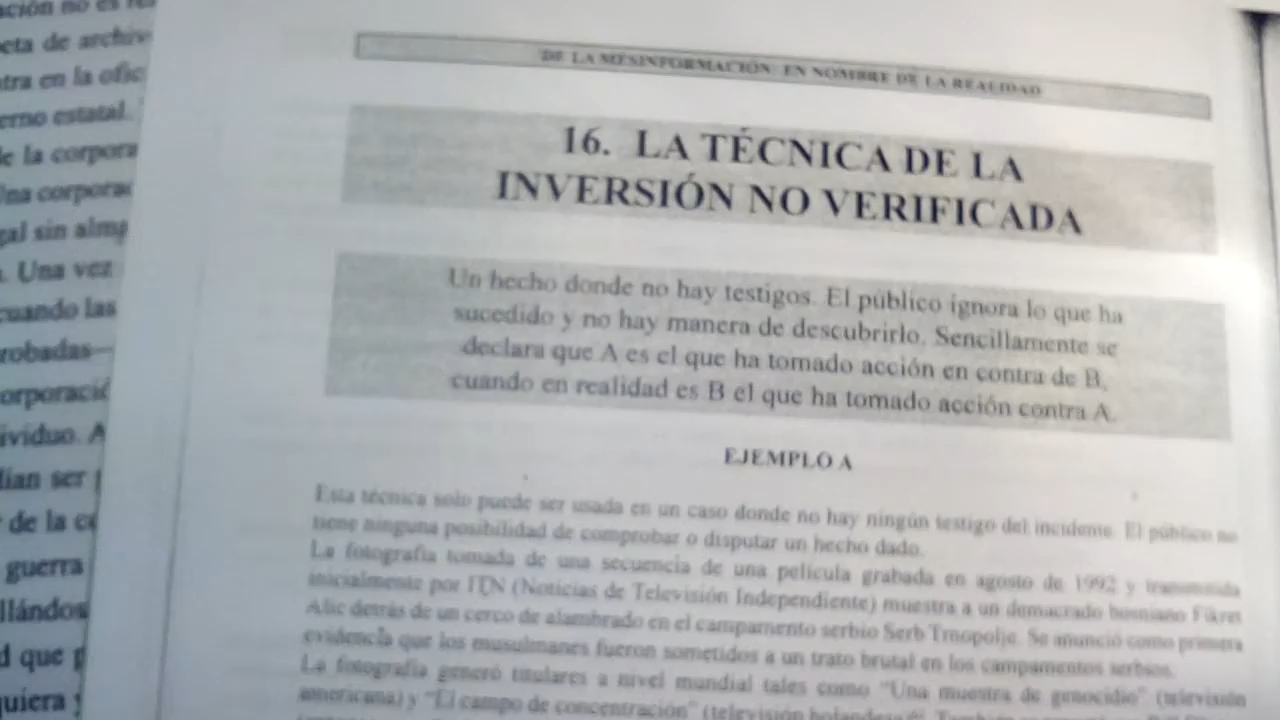 ación no es
eta de archiv
tra en la ofic
erno estatal.
le la corpora
Una corporac
gal sin alma
. Una vez
cuando las
robadas—
orporació
ividuo. A
dían ser
de la co
guerra
llándos
d que
quiera
DE LA MESINFORMACIÓN: EN NOMBRE DE LA REALIDAD
16. LA TÉCNICA DE LA
INVERSIÓN NO VERIFICADA
Un hecho donde no hay testigos. El público ignora lo que ha
sucedido y no hay manera de descubrirlo. Sencillamente se
declara que A es el que ha tomado acción en contra de B,
cuando en realidad es B el que ha tomado acción contra A.
EJEMPLO A
Esta técnica solo puede ser usada en un caso donde no hay ningún testigo del incidente. El público no
tiene ninguna posibilidad de comprobar o disputar un hecho dado.
La fotografía tomada de una secuencia de una película grabada en agosto de 1992 y transmitida
inicialmente por ITN (Noticias de Televisión Independiente) muestra a un demacrado bosniano Fikret
Alic detrás de un cerco de alambrado en el campamento serbio Serb Trnopolje. Se anunció como primera
evidencia que los musulmanes fueron sometidos a un trato brutal en los campamentos serbios.
La fotografía generó titulares a nivel mundial tales como “Una muestra de genocidio” (televisión
americana) y “El campo de concentración” (televisión holandesa